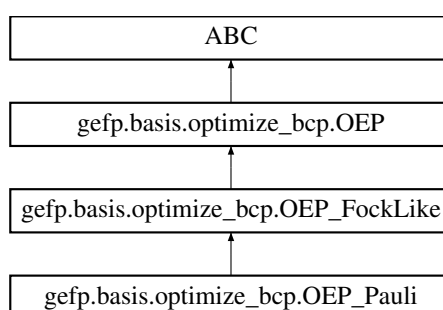 ABC
gefp.basis.optimize_bcp.OEP
gefp.basis.optimize_bcp.OEP_FockLike
gefp.basis.optimize_bcp.OEP_Pauli